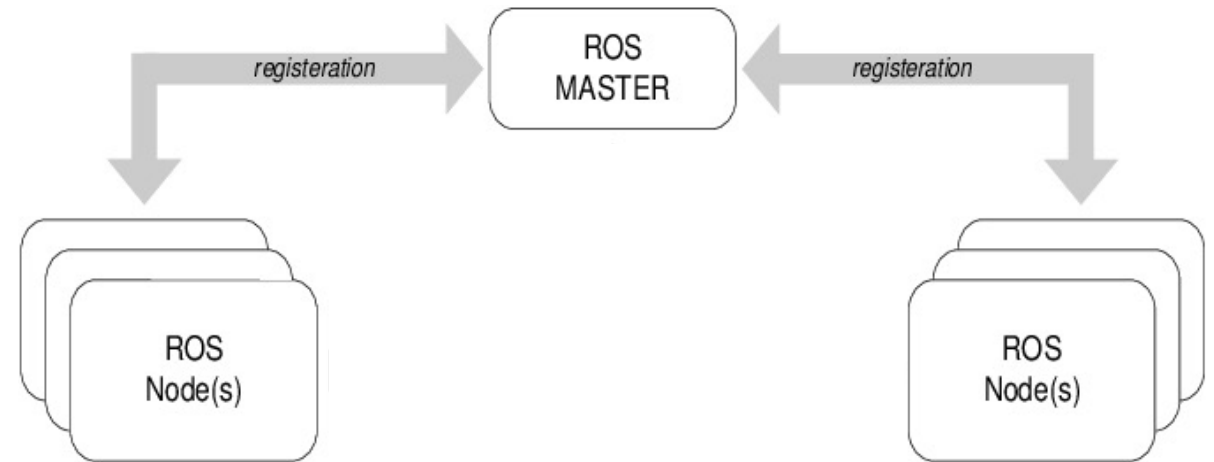 ROS
MASTER
registeration
registeration
ROS
Node(s)
ROS
Node(s)